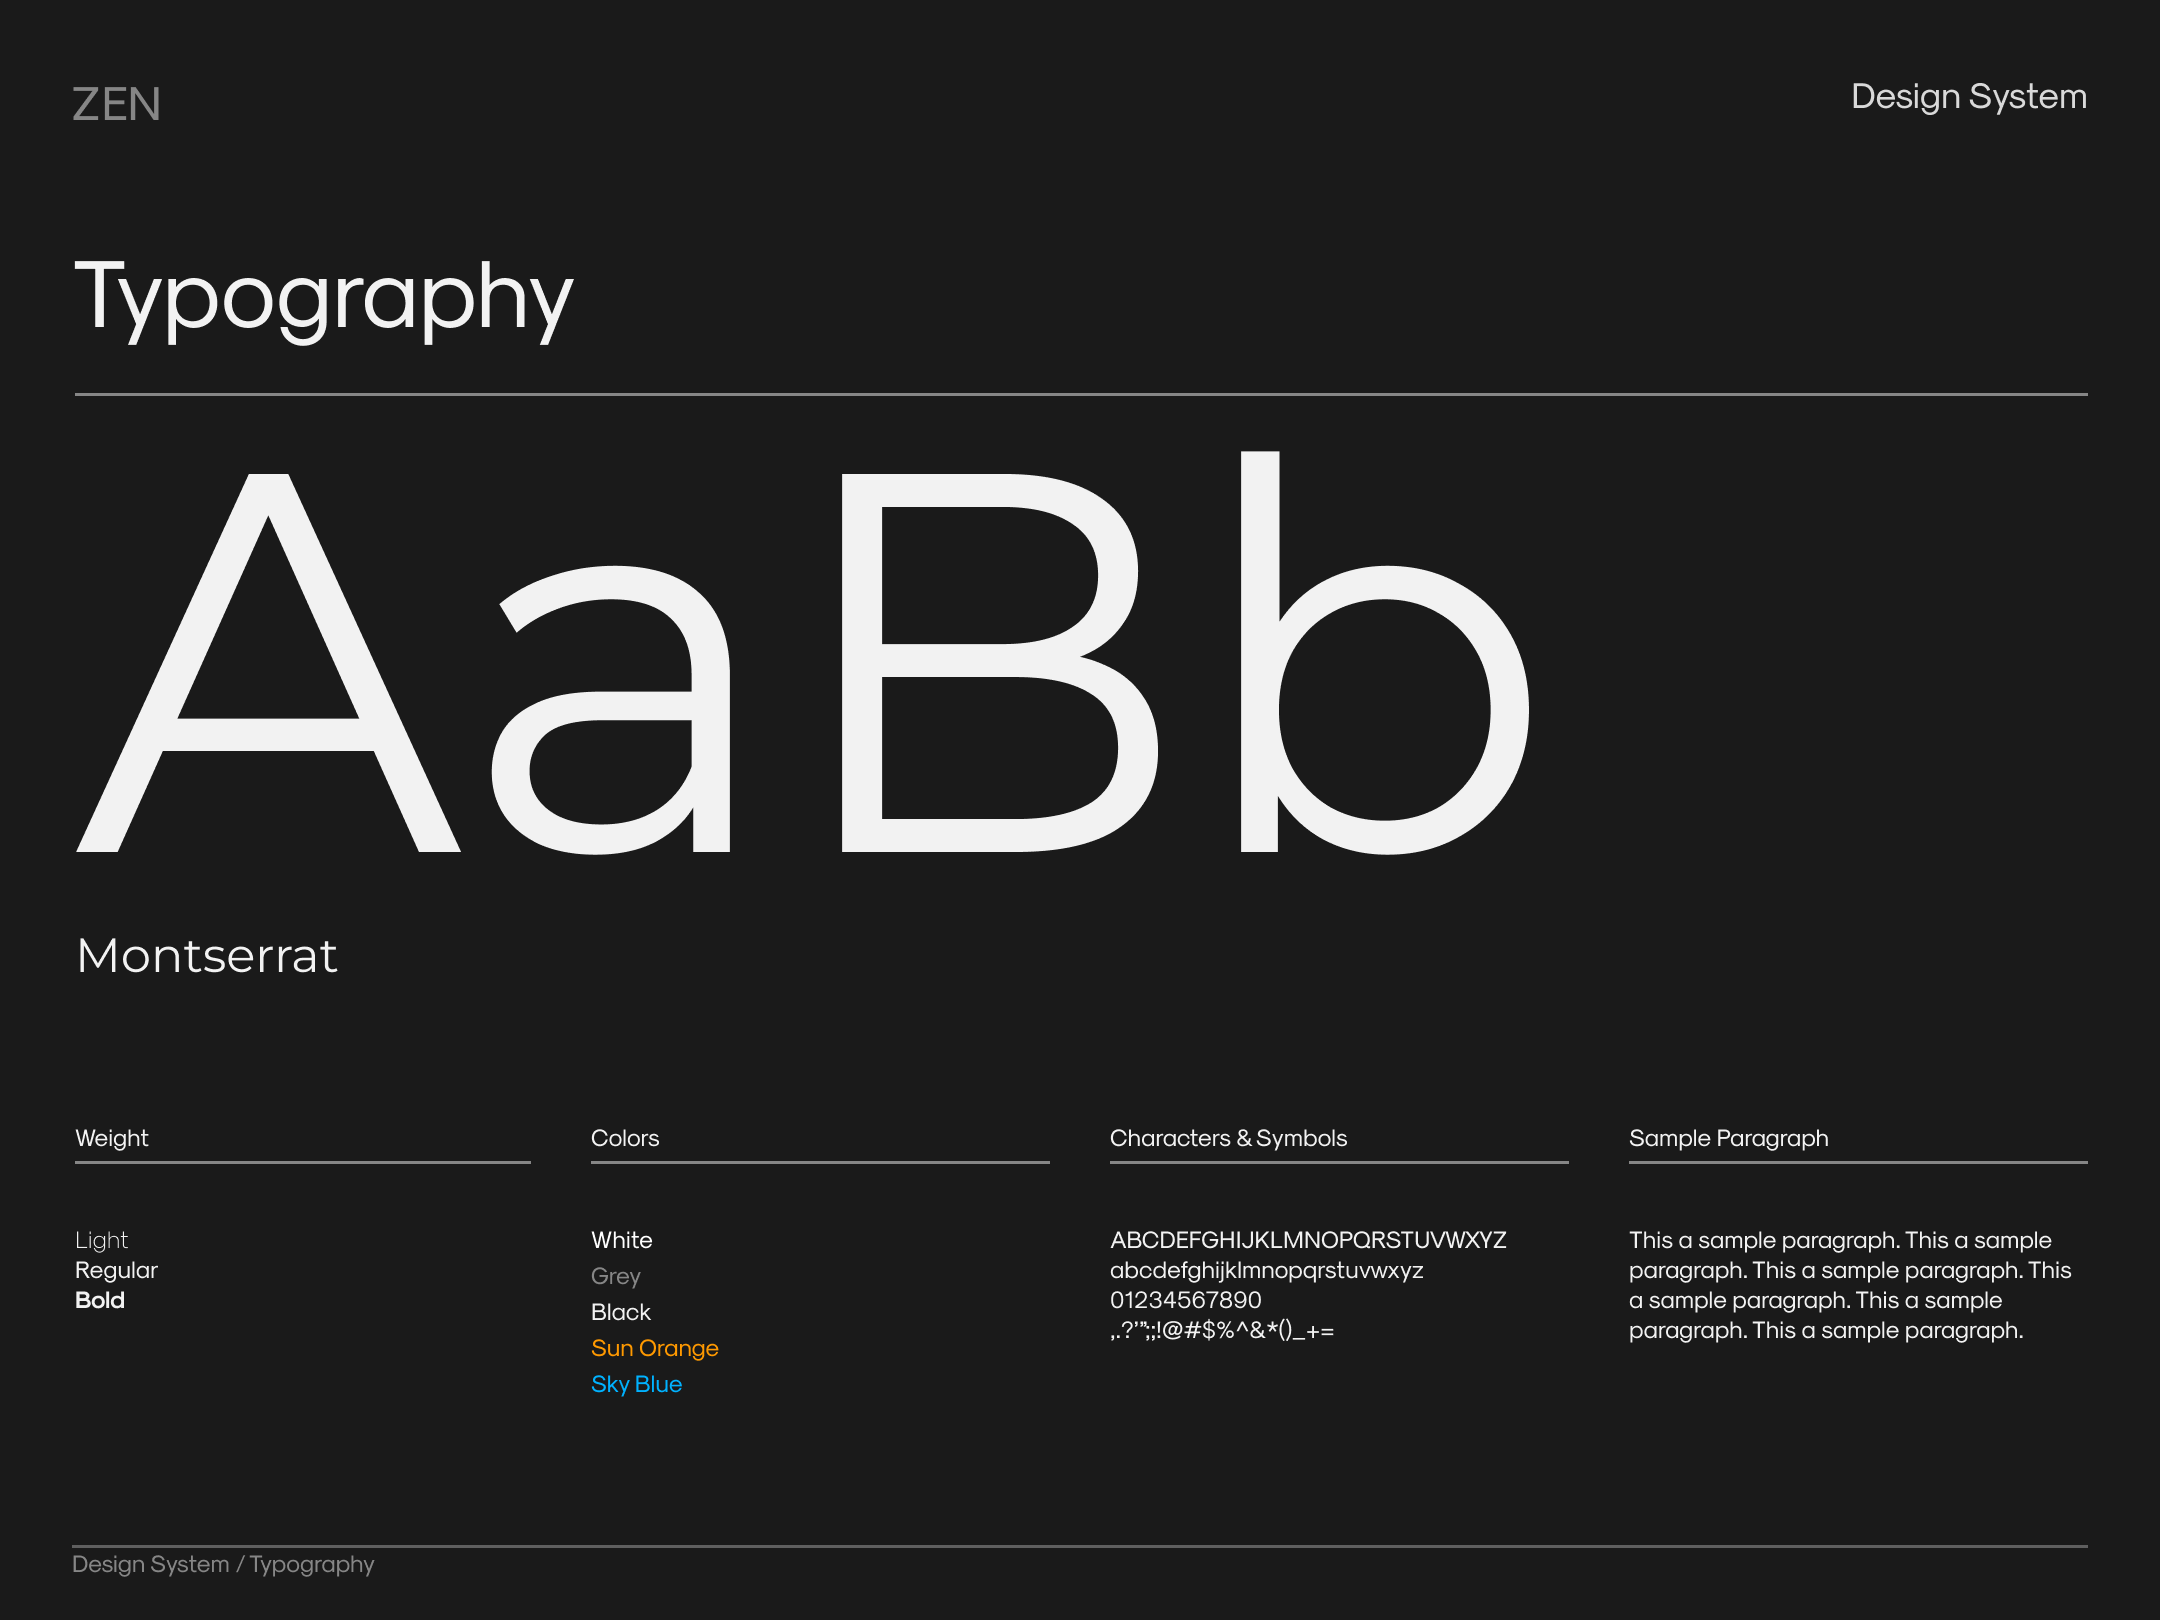 ZEN
Design System
Typography
AaBb
Montserrat
Weight
Light
Regular
Bold
Colors
White
Grey
Black
Sun Orange
Sky Blue
Characters & Symbols
ABCDEFGHIJKLMNOPQRSTUVWXYZ
abcdefghijklmnopqrstuvwxyz
01234567890
,.?’”;;!@#$%^&*()_+=
Sample Paragraph
This a sample paragraph. This a sample
paragraph. This a sample paragraph. This
a sample paragraph. This a sample
paragraph. This a sample paragraph.
Design System / Typography